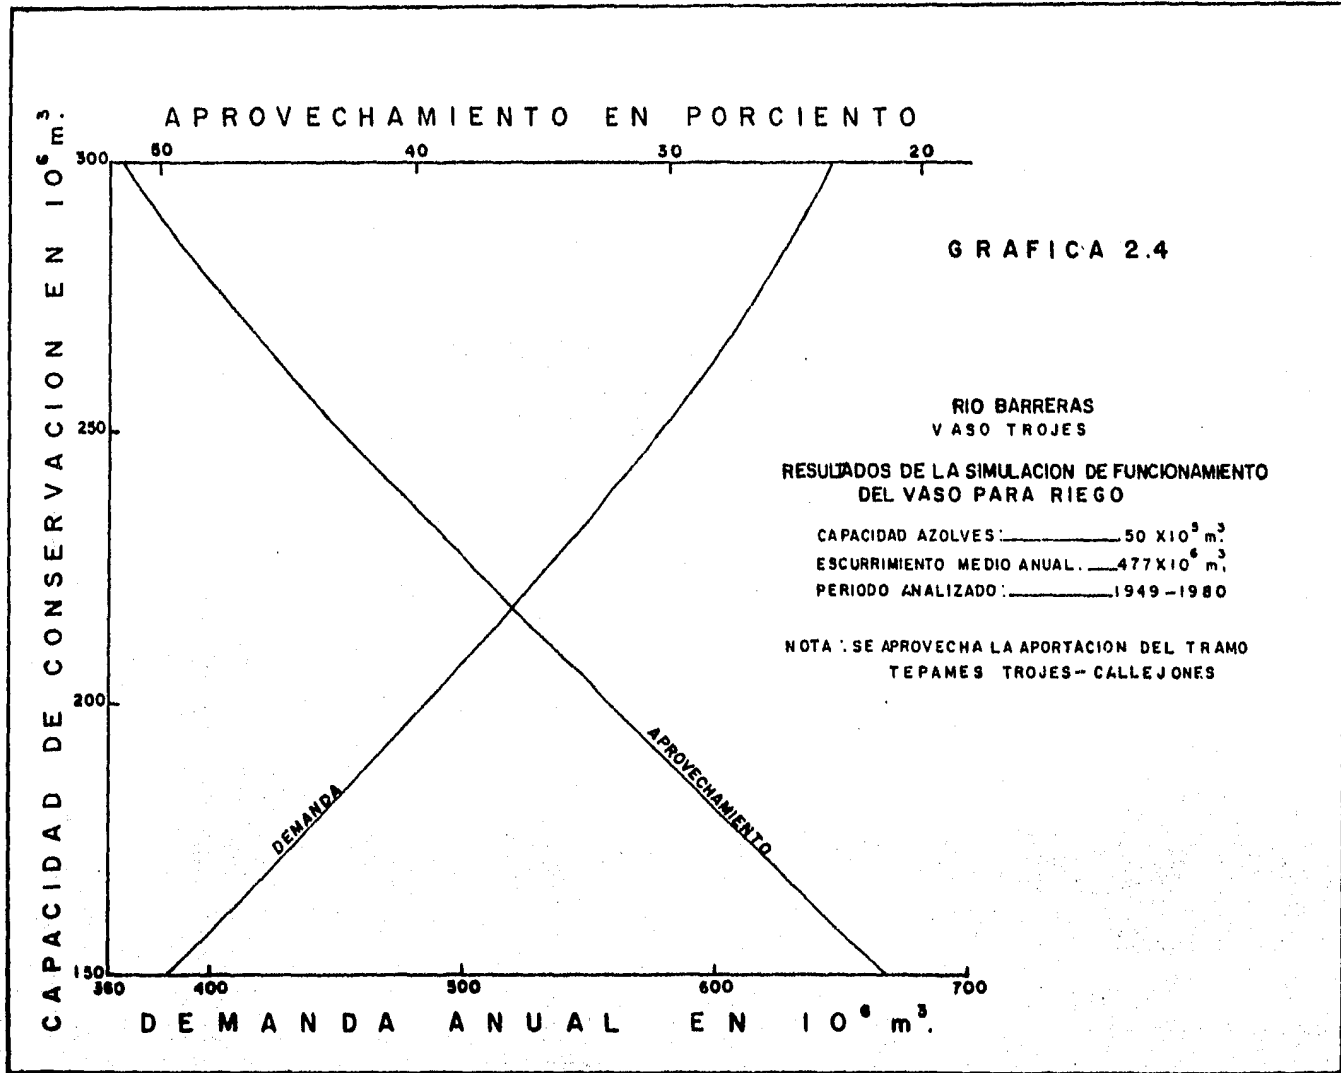 APROVECHAMIENTO EN PORCIENTO
50 40 30 20
CAPACIDAD DE CONSERVACION EN 10⁶ m³.
300
250
200
150
GRAFICA 2.4
RIO BARRERAS
VASO TROJES
RESULTADOS DE LA SIMULACION DE FUNCIONAMIENTO
DEL VASO PARA RIEGO
CAPACIDAD AZOLVES: 50 X10⁵ m³.
ESCURRIMIENTO MEDIO ANUAL. 477X10⁶ m³.
PERIODO ANALIZADO: 1949-1980
NOTA: SE APROVECHA LA APORTACION DEL TRAMO
TEPAMES TROJES-CALLEJONES
DEMANDA
APROVECHAMIENTO
360 400 500 600 700
DEMANDA ANUAL EN 10⁶ m³.